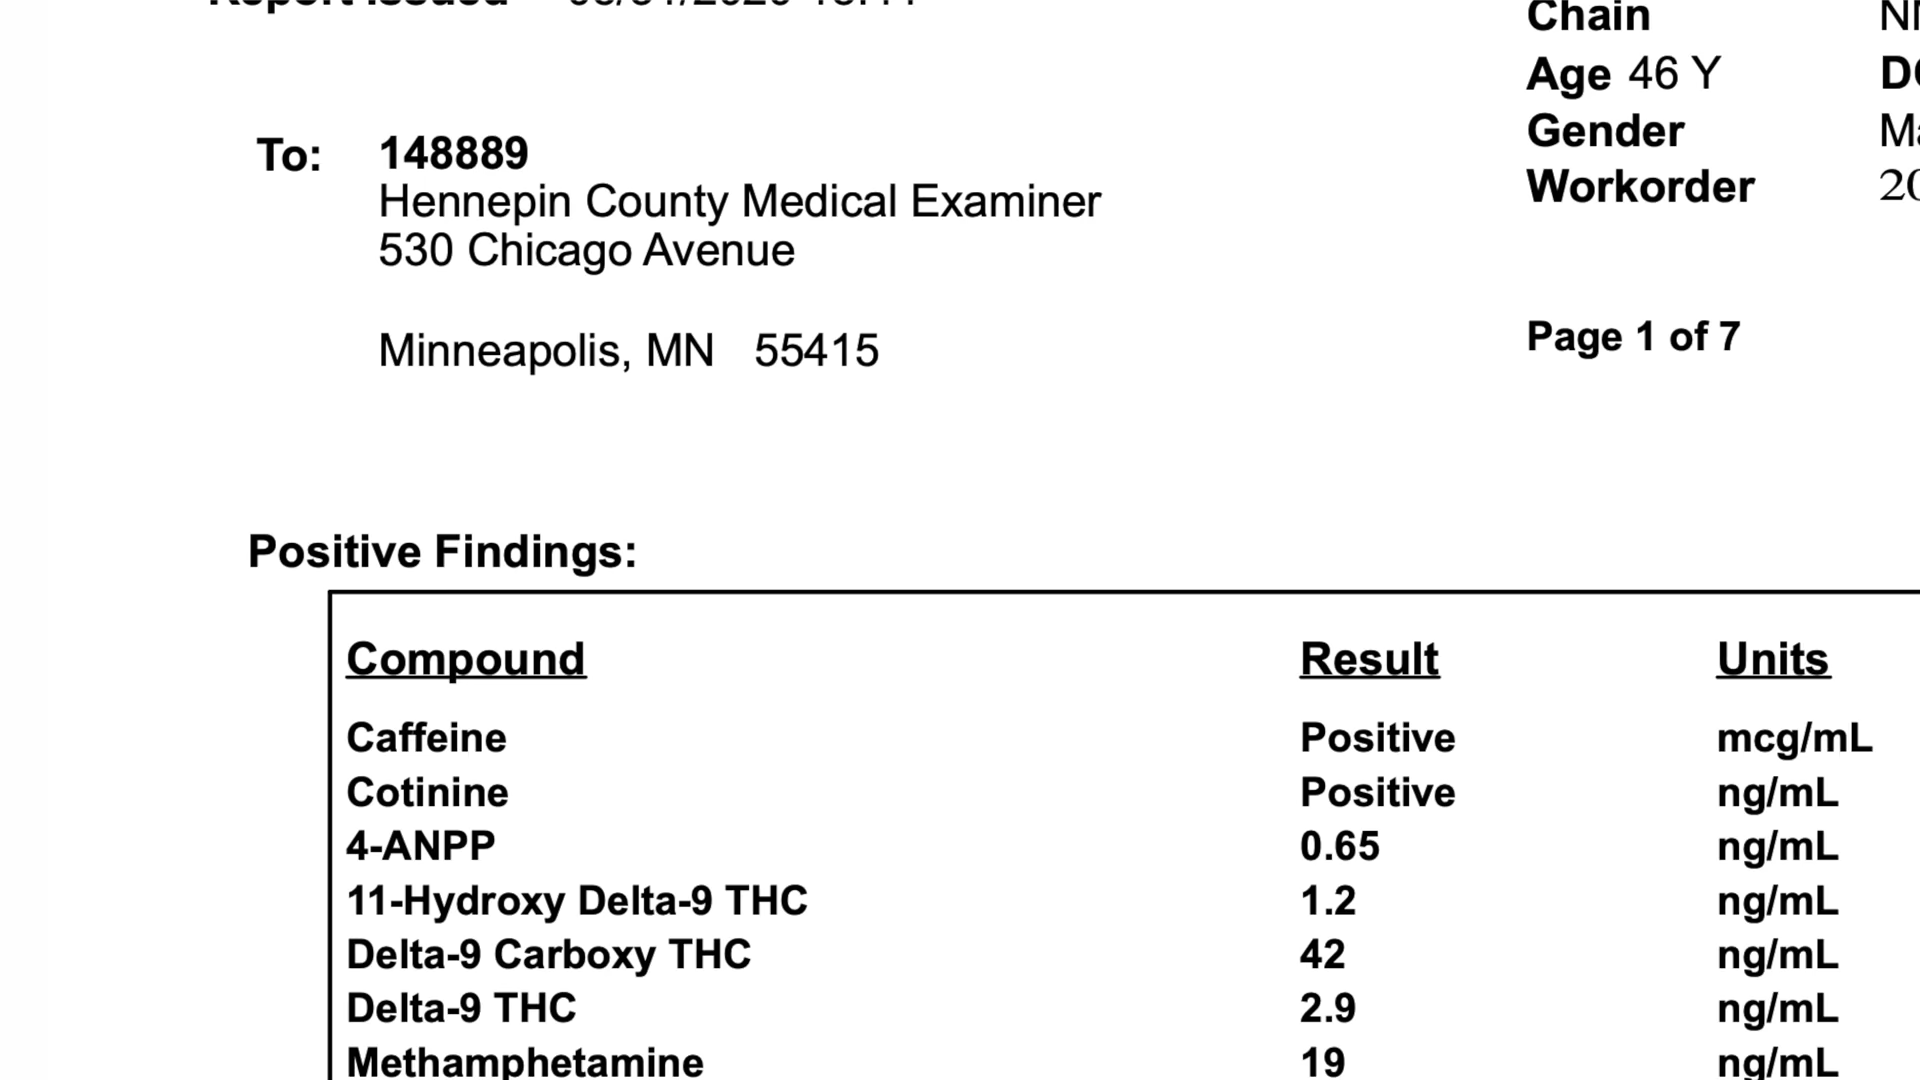 Report Issued
Chain
Age 46 Y
Gender
Workorder
To: 148889
Hennepin County Medical Examiner
530 Chicago Avenue
Minneapolis, MN 55415
Page 1 of 7
Positive Findings:
Compound Result Units
Caffeine Positive mcg/mL
Cotinine Positive ng/mL
4-ANPP 0.65 ng/mL
11-Hydroxy Delta-9 THC 1.2 ng/mL
Delta-9 Carboxy THC 42 ng/mL
Delta-9 THC 2.9 ng/mL
Methamphetamine 19 ng/mL